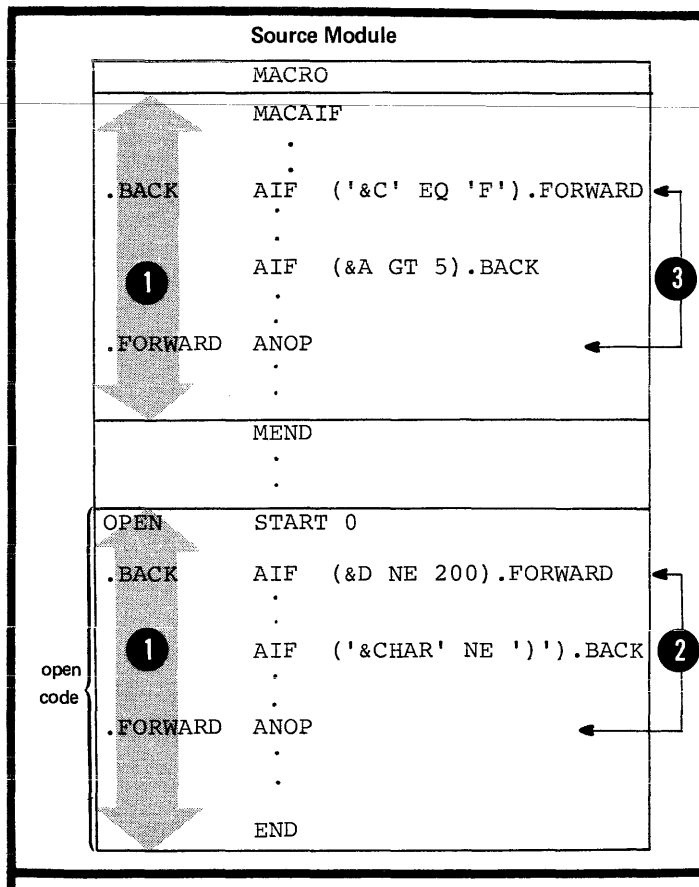 Source Module
MACRO
MACAIF
.
.
.BACK AIF ('&C' EQ 'F').FORWARD
.
.
1 AIF (&A GT 5).BACK 3
.
.
.FORWARD ANOP
.
.
MEND
.
.
OPEN START 0
.BACK AIF (&D NE 200).FORWARD
.
.
1 AIF ('&CHAR' NE ')').BACK 2
open
code
.
.
.FORWARD ANOP
.
.
END